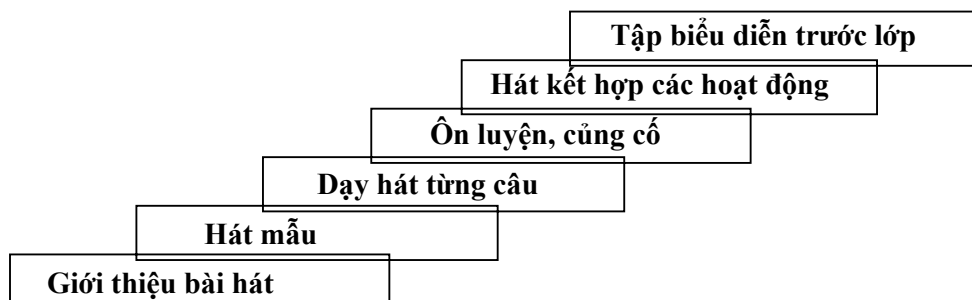 Tập biểu diễn trước lớp
Hát kết hợp các hoạt động
Ôn luyện, củng cố
Dạy hát từng câu
Hát mẫu
Giới thiệu bài hát